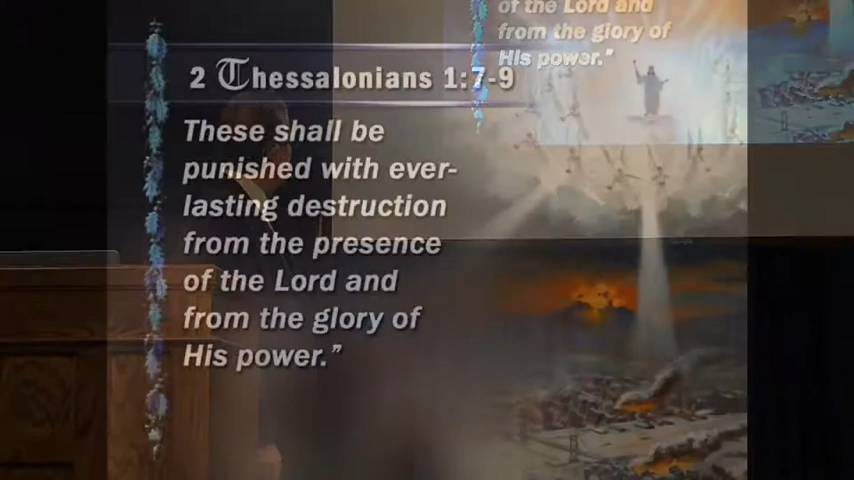 of the Lord and
from the glory of
His power."
2 Thessalonians 1:7-9
These shall be
punished with ever-
lasting destruction
from the presence
of the Lord and
from the glory of
His power."